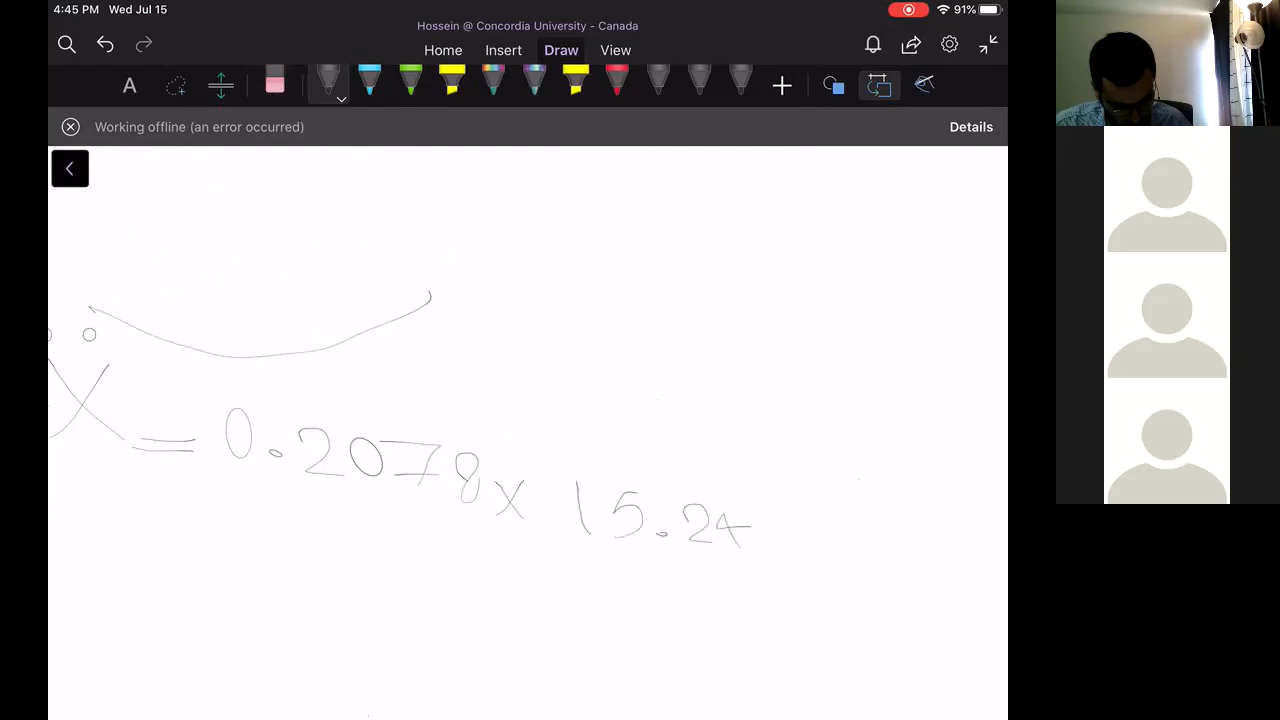 4:45 PM Wed Jul 15
91%
Hossein @ Concordia University - Canada
Home Insert Draw View
A
Working offline (an error occurred) Details
Ẍ = 0.2078 x 15.24